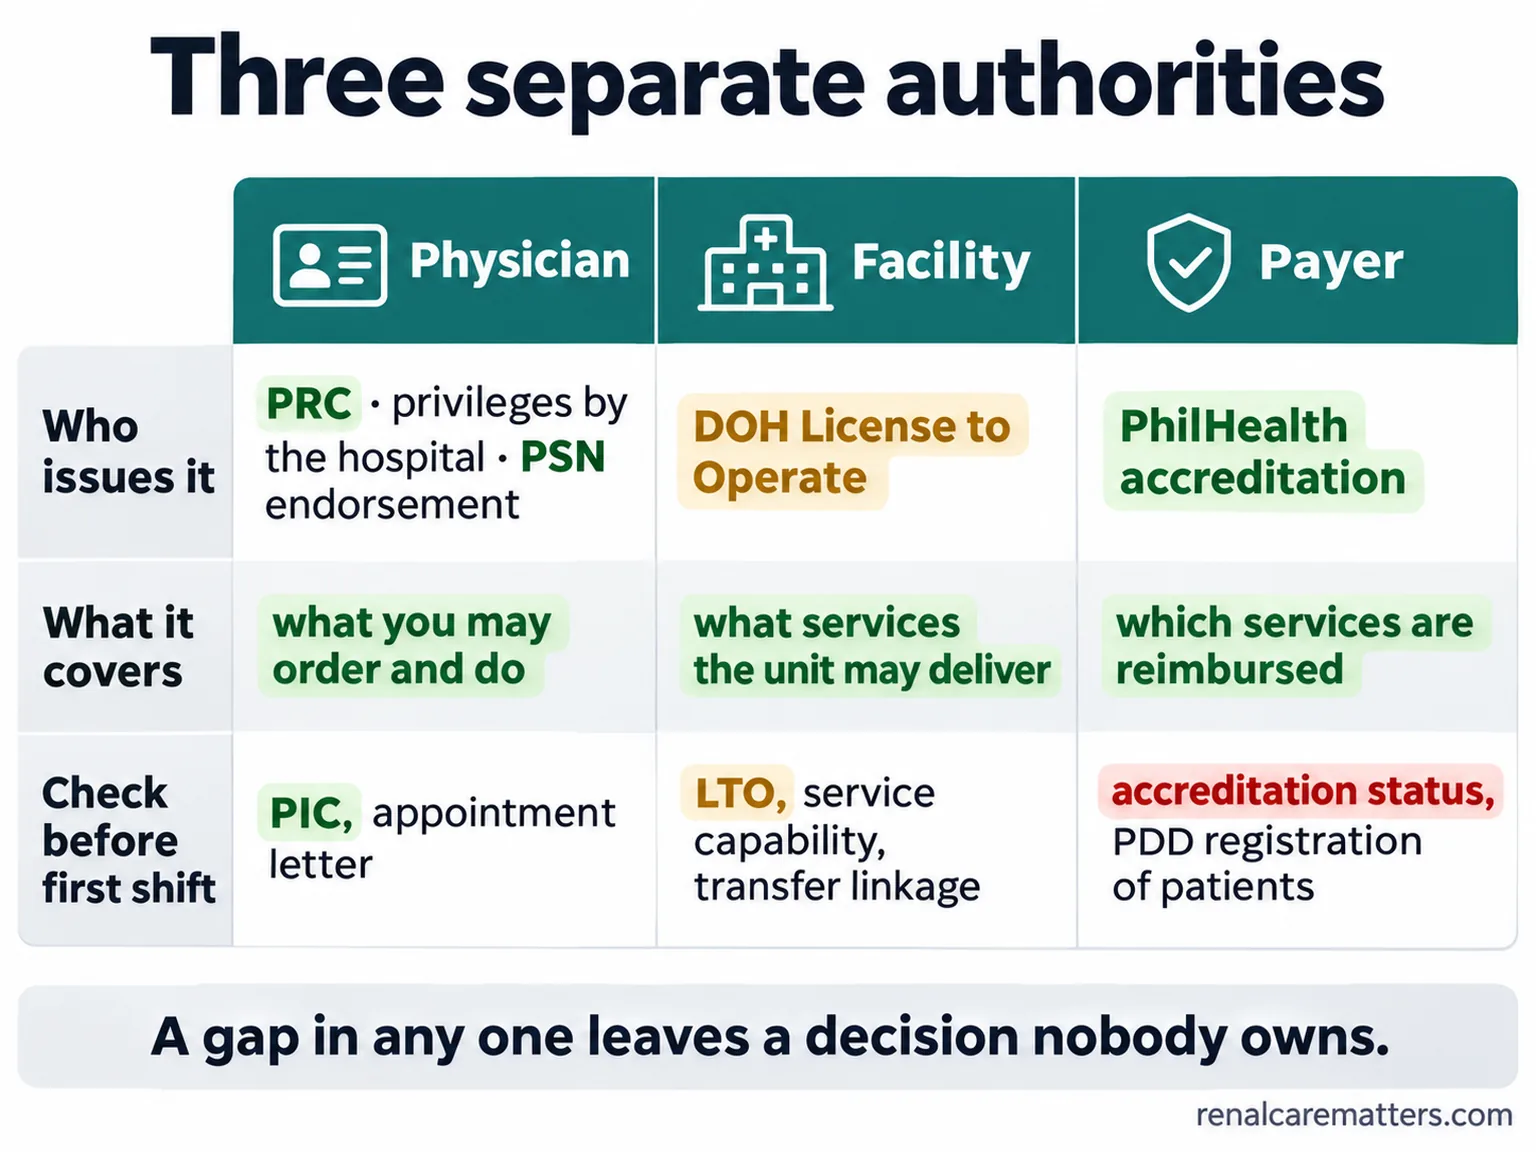 Three separate authorities
Physician
Facility
Payer
Who
issues it
PRC · privileges by
the hospital · PSN
endorsement
DOH License to
Operate
PhilHealth
accreditation
What it
covers
what you may
order and do
what services
the unit may deliver
which services are
reimbursed
Check
before
first shift
PIC, appointment
letter
LTO, service
capability,
transfer linkage
accreditation status,
PDD registration
of patients
A gap in any one leaves a decision nobody owns.
renalcarematters.com